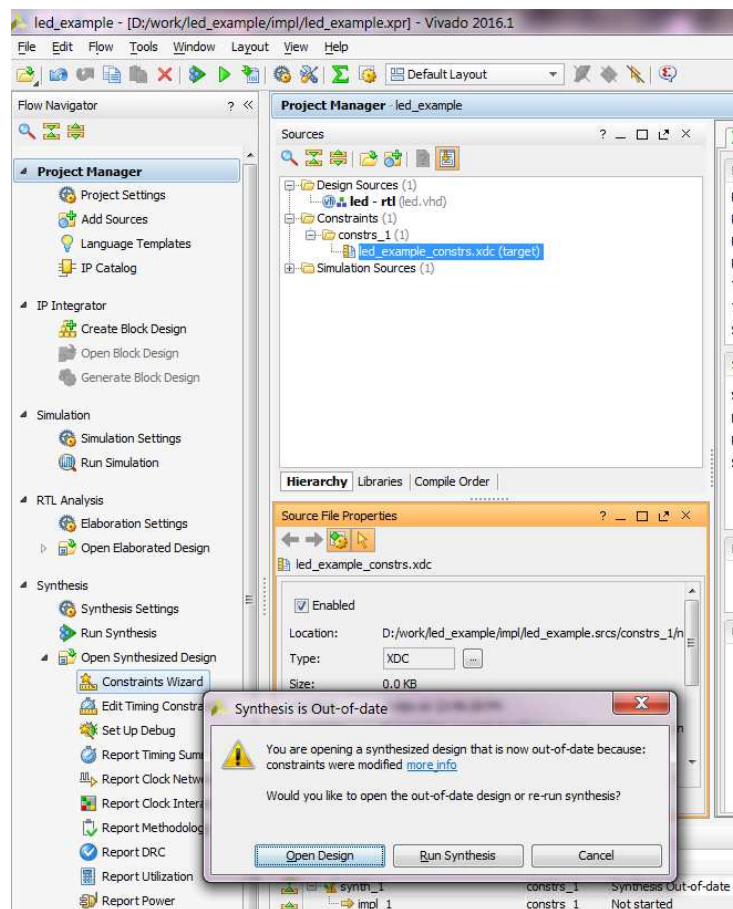 led_example - [D:/work/led_example/impl/led_example.xpr] - Vivado 2016.1
File Edit Flow Tools Window Layout View Help
Default Layout
Flow Navigator ? «
Project Manager
Project Settings
Add Sources
Language Templates
IP Catalog
IP Integrator
Create Block Design
Open Block Design
Generate Block Design
Simulation
Simulation Settings
Run Simulation
RTL Analysis
Elaboration Settings
Open Elaborated Design
Synthesis
Synthesis Settings
Run Synthesis
Open Synthesized Design
Constraints Wizard
Edit Timing Constra
Set Up Debug
Report Timing Sum
Report Clock Netw
Report Clock Intera
Report Methodolog
Report DRC
Report Utilization
Report Power
Project Manager - led_example
Sources ?
Design Sources (1)
led - rtl (led.vhd)
Constraints (1)
constrs_1 (1)
led_example_constrs.xdc (target)
Simulation Sources (1)
Hierarchy Libraries Compile Order
Source File Properties ?
led_example_constrs.xdc
Enabled
Location: D:/work/led_example/impl/led_example.srcs/constrs_1/n
Type: XDC ...
Size: 0.0 KB
Synthesis is Out-of-date
You are opening a synthesized design that is now out-of-date because:
constraints were modified more info
Would you like to open the out-of-date design or re-run synthesis?
Open Design Run Synthesis Cancel
synth_1 constrs_1 Synthesis Out-of-date
impl_1 constrs_1 Not started